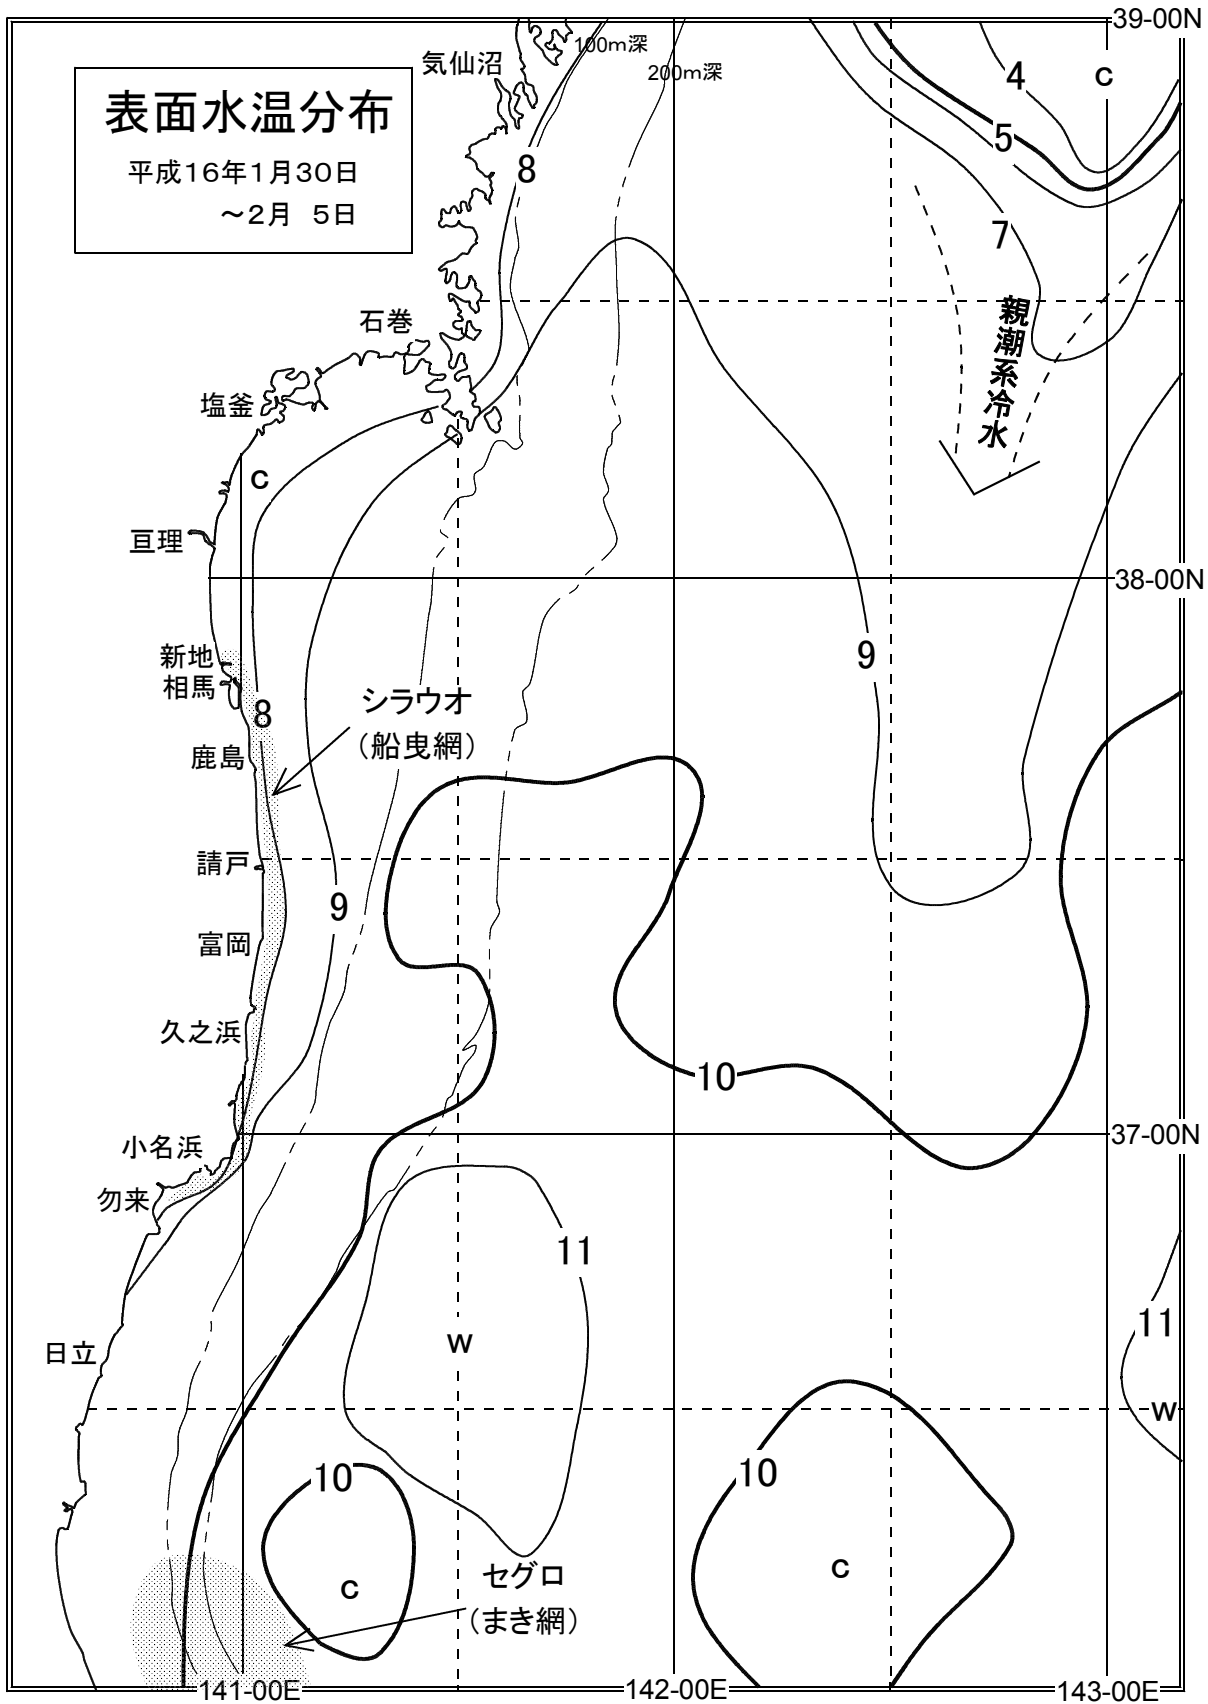 39-00N
気仙沼
100m深
200m深
4
c
表面水温分布
平成16年1月30日
～2月 5日
5
8
7
石巻
親潮系冷水
塩釜
c
亘理
38-00N
9
新地
相馬
シラウオ
8
（船曳網）
鹿島
請戸
9
富岡
久之浜
10
37-00N
小名浜
勿来
11
11
w
日立
w
10
10
c
c
セグロ
（まき網）
141-00E
142-00E
143-00E